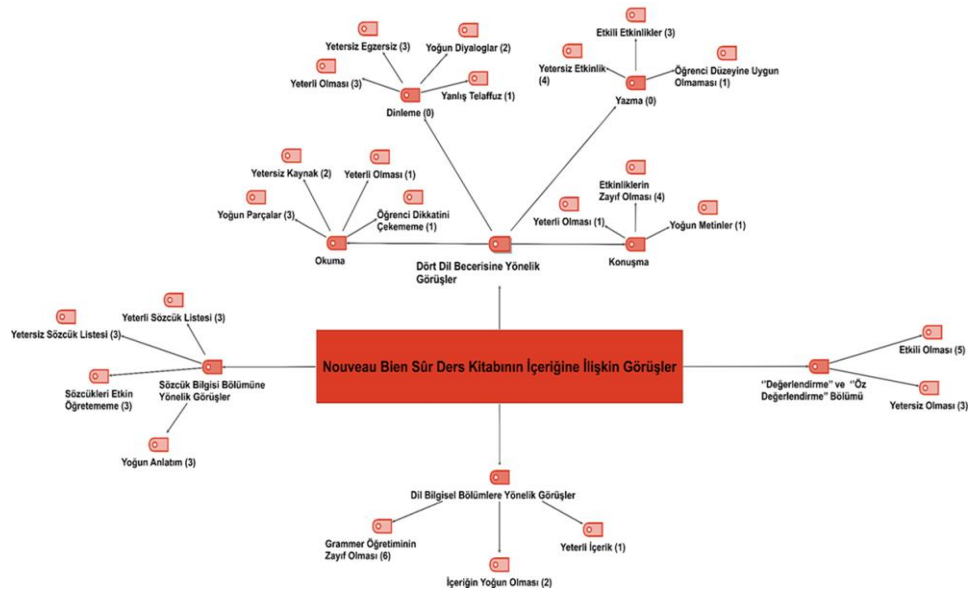 Etkili Etkinlikler (3)
Yetersiz Egzersiz (3)
Yoğun Diyaloglar (2)
Yetersiz Etkinlik
(4)
Öğrenci Düzeyine Uygun
Olmaması (1)
Yeterli Olması (3)
Yanlış Telaffuz (1)
Dinleme (0)
Yazma (0)
Yetersiz Kaynak (2)
Yeterli Olması (1)
Etkinliklerin
Zayıf Olması (4)
Yoğun Parçalar (3)
Öğrenci Dikkatini
Çekememe (1)
Yeterli Olması (1)
Yoğun Metinler (1)
Okuma
Dört Dil Becerisine Yönelik
Görüşler
Konuşma
Yeterli Sözcük Listesi (3)
Yetersiz Sözcük Listesi (3)
Sözcük Bilgisi Bölümüne
Yönelik Görüşler
Sözcükleri Etkin
Öğretememe (3)
Yoğun Anlatım (3)
Nouveau Bien Sûr Ders Kitabının İçeriğine İlişkin Görüşler
Etkili Olması (5)
"Değerlendirme" ve "Öz
Değerlendirme" Bölümü
Yetersiz Olması (3)
Dil Bilgisel Bölümlere Yönelik Görüşler
Grammer Öğretiminin
Zayıf Olması (6)
Yeterli İçerik (1)
İçeriğin Yoğun Olması (2)